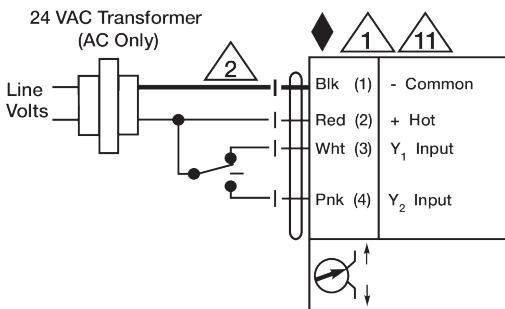 24 VAC Transformer
(AC Only)
1
11
2
Line
Volts
Blk (1) - Common
Red (2) + Hot
Wht (3) Y1 Input
Pnk (4) Y2 Input